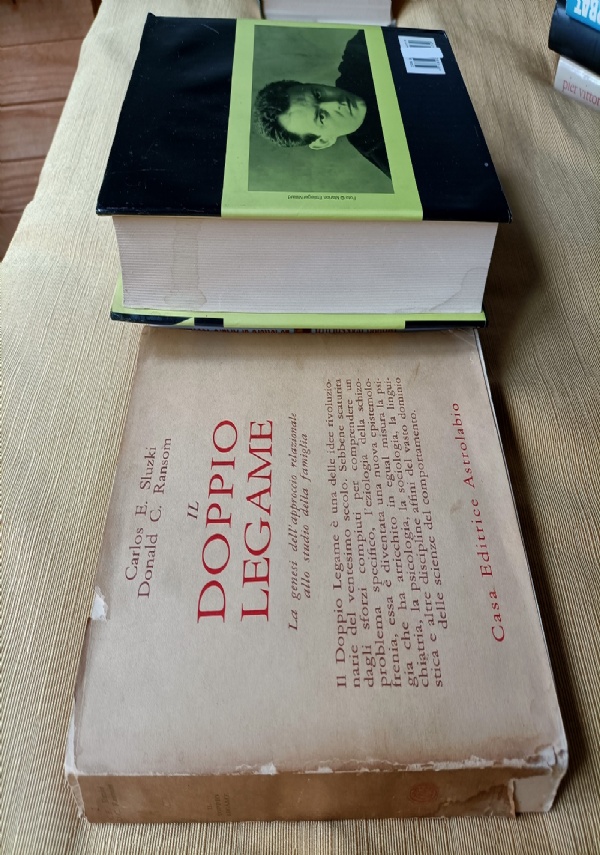 Carlos E. Sluzki
Donald C. Ransom
IL
DOPPIO
LEGAME
La genesi dell'approccio relazionale
allo studio della famiglia
Il Doppio Legame è una delle idee rivoluzio-
narie del ventesimo secolo. Sebbene scaturita
dagli sforzi compiuti per comprendere un
problema specifico, l'eziologia della schizo-
frenia, essa è diventata una nuova epistemolo-
gia che ha arricchito in egual misura la psi-
chiatria, la psicologia, la sociologia, la lingui-
stica e altre discipline affini del vasto dominio
delle scienze del comportamento.
Casa Editrice Astrolabio
piet vittor